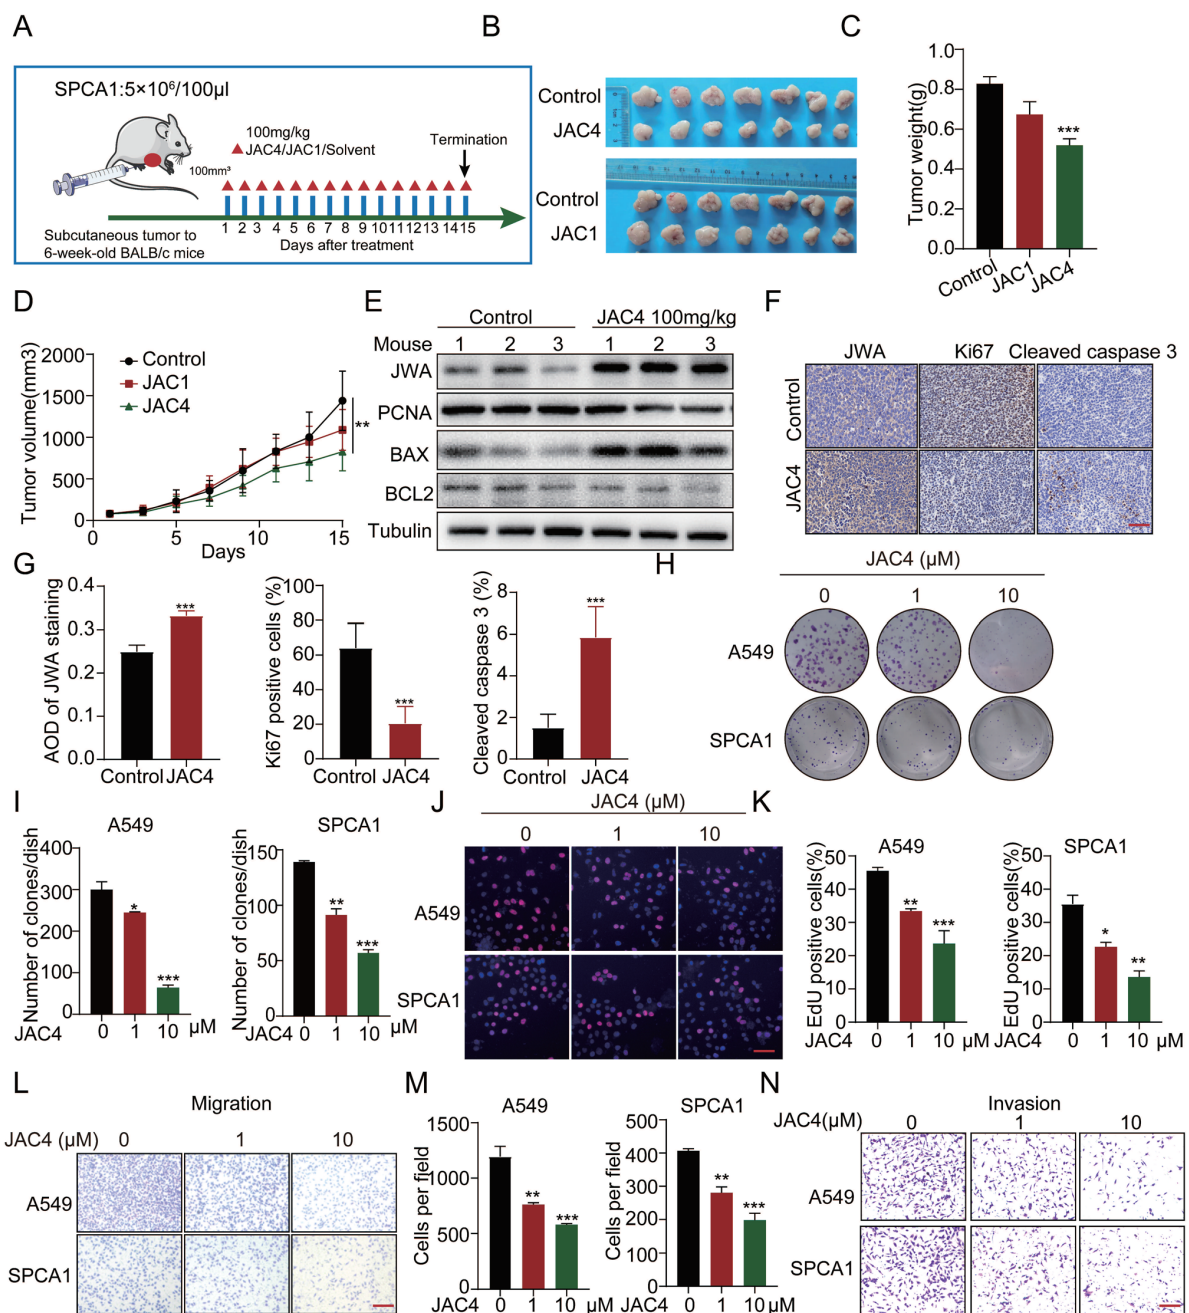 A
SPCA1:5×10⁶/100µl
100mg/kg
JAC4/JAC1/Solvent
100mm³
Termination
1 2 3 4 5 6 7 8 9 10 11 12 13 14 15
Days after treatment
Subcutaneous tumor to
6-week-old BALB/c mice
B
Control
JAC4
Control
JAC1
C
Tumor weight(g)
1.0
0.8
0.6
0.4
0.2
0.0
***
Control
JAC1
JAC4
D
Tumor volume(mm3)
2000
1500
1000
500
0
Control
JAC1
JAC4
**
0 5 10 15
Days
E
Control JAC4 100mg/kg
Mouse 1 2 3 1 2 3
JWA
PCNA
BAX
BCL2
Tubulin
F
JWA Ki67 Cleaved caspase 3
Control
JAC4
G
AOD of JWA staining
0.4
0.3
0.2
0.1
0.0
***
Control JAC4
Ki67 positive cells (%)
100
80
60
40
20
0
***
Control JAC4
Cleaved caspase 3 (%)
8
6
4
2
0
***
Control JAC4
H
JAC4 (µM)
0 1 10
A549
SPCA1
I
A549
Number of clones/dish
400
300
200
100
0
* ***
JAC4 0 1 10 µM
SPCA1
Number of clones/dish
150
100
50
0
** ***
JAC4 0 1 10 µM
J
JAC4 (µM)
0 1 10
A549
SPCA1
K
A549
EdU positive cells(%)
50
40
30
20
10
0
** ***
JAC4 0 1 10 µM
SPCA1
EdU positive cells(%)
50
40
30
20
10
0
* **
JAC4 0 1 10 µM
L
Migration
JAC4 (µM) 0 1 10
A549
SPCA1
M
A549
Cells per field
1500
1000
500
0
** ***
JAC4 0 1 10 µM
SPCA1
Cells per field
500
400
300
200
100
0
** ***
JAC4 0 1 10 µM
N
Invasion
JAC4(µM) 0 1 10
A549
SPCA1